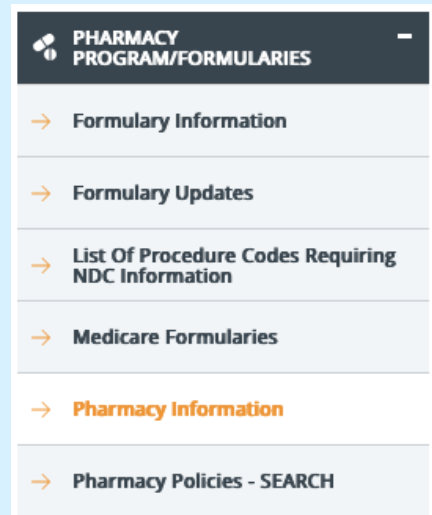 PHARMACY
PROGRAM/FORMULARIES
Formulary Information
Formulary Updates
List Of Procedure Codes Requiring
NDC Information
Medicare Formularies
Pharmacy Information
Pharmacy Policies - SEARCH